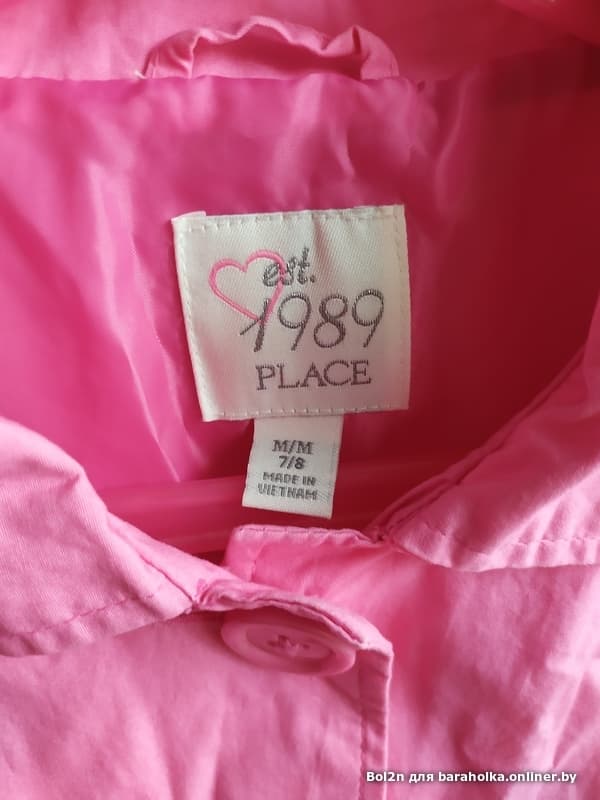 est.
1989
PLACE
M/M
7/8
MADE IN
VIETNAM
Bol2n для baraholka.onliner.by